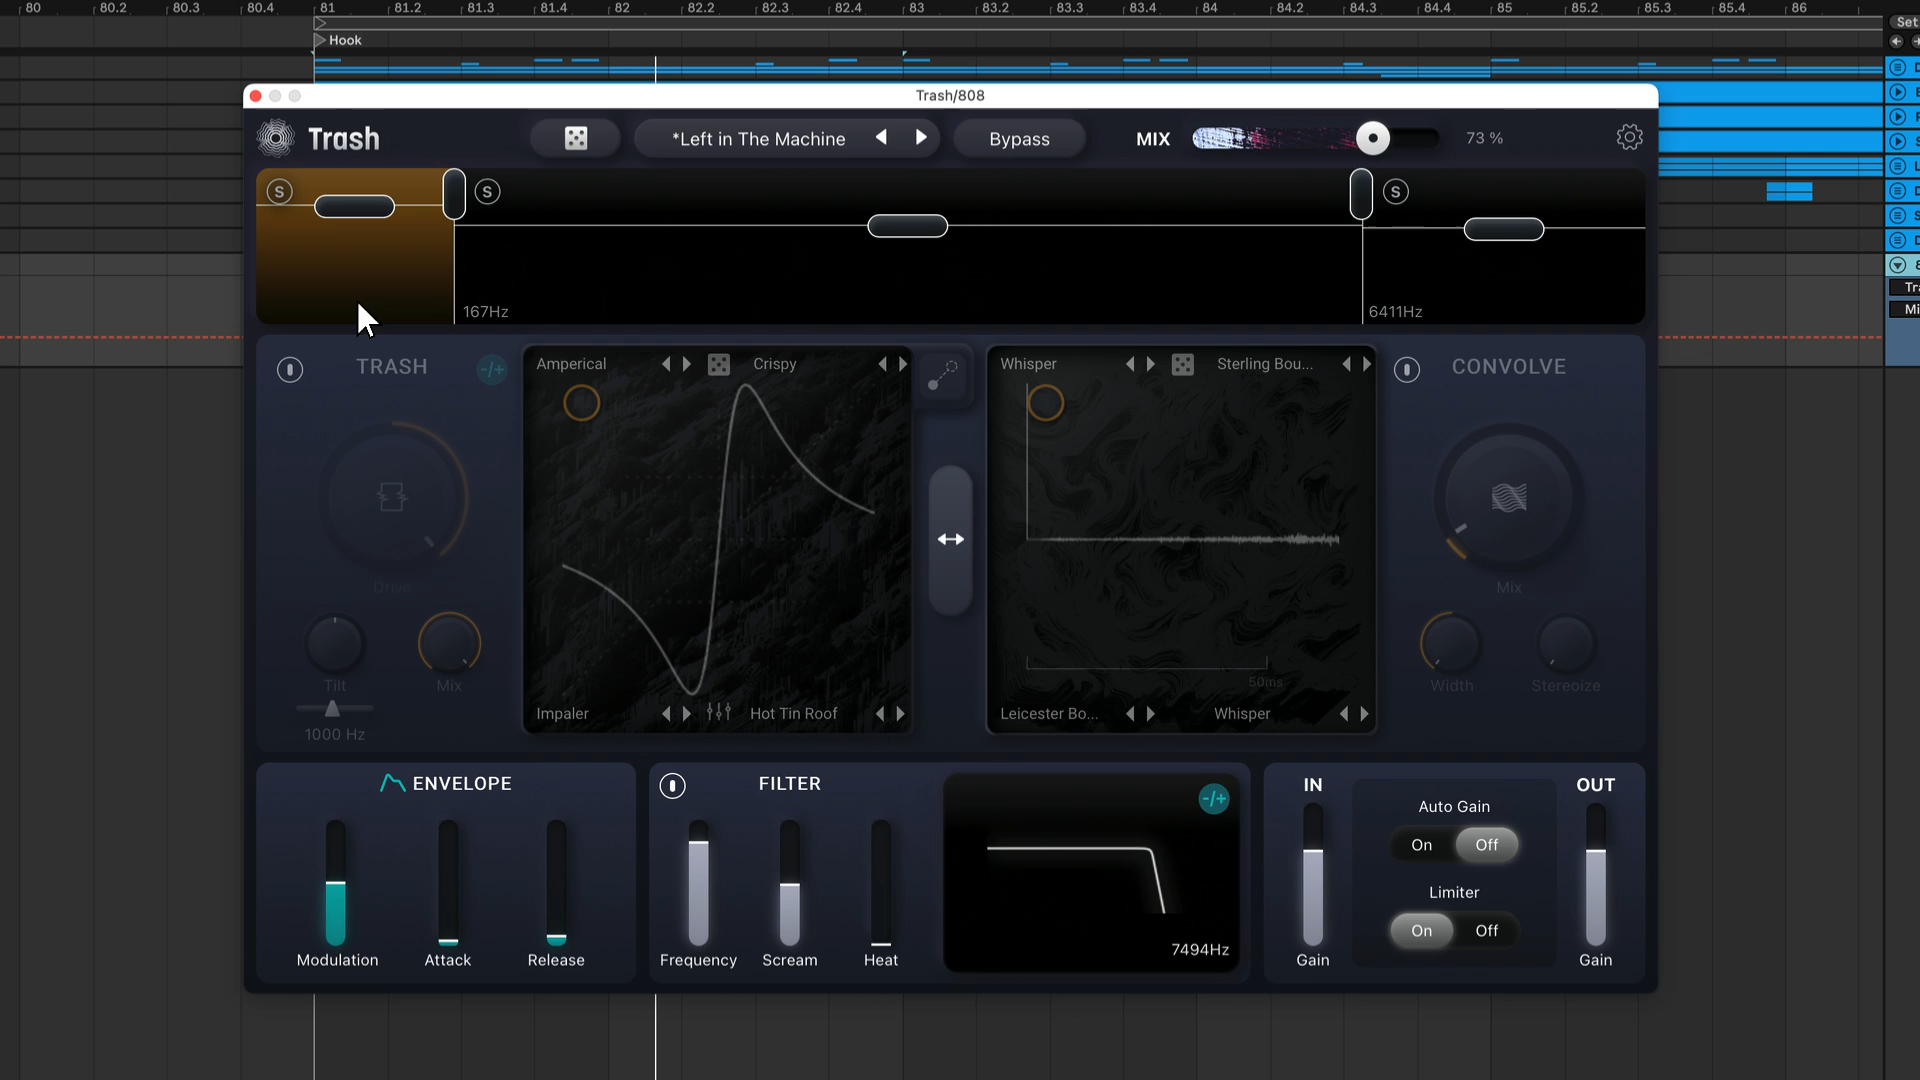 80 80.2 80.3 80.4 81 81.2 81.3 81.4 82 82.2 82.3 82.4 83 83.2 83.3 83.4 84 84.2 84.3 84.4 85 85.2 85.3 85.4 86
Set
Hook
Trash/808
Trash
*Left in The Machine
Bypass
MIX
73 %
S
S
S
167Hz
6411Hz
TRASH
-/+
Amperical
Crispy
Whisper
Sterling Bou...
CONVOLVE
Drive
Mix
Tilt
Mix
Width
Stereoize
50ms
1000 Hz
Impaler
Hot Tin Roof
Leicester Bo...
Whisper
ENVELOPE
Modulation
Attack
Release
FILTER
Frequency
Scream
Heat
-/+
7494Hz
IN
Gain
Auto Gain
On
Off
Limiter
On
Off
OUT
Gain